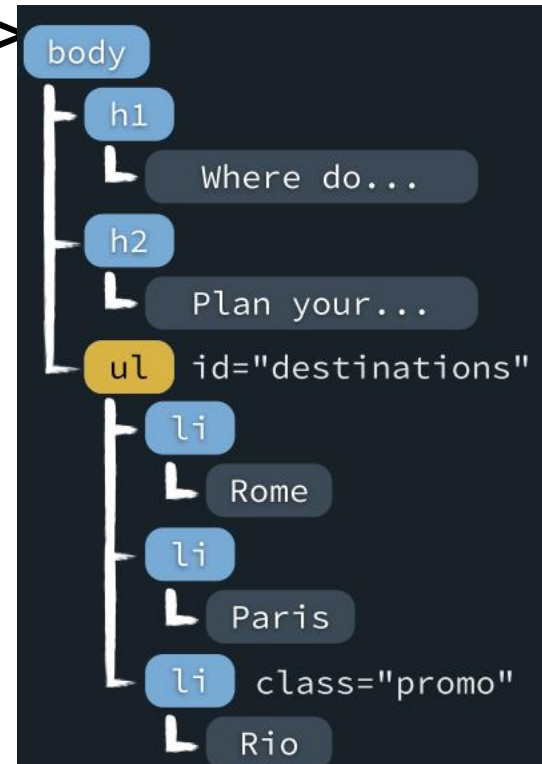 >
body
h1
Where do...
h2
Plan your...
ul id="destinations"
li
Rome
li
Paris
li class="promo"
Rio